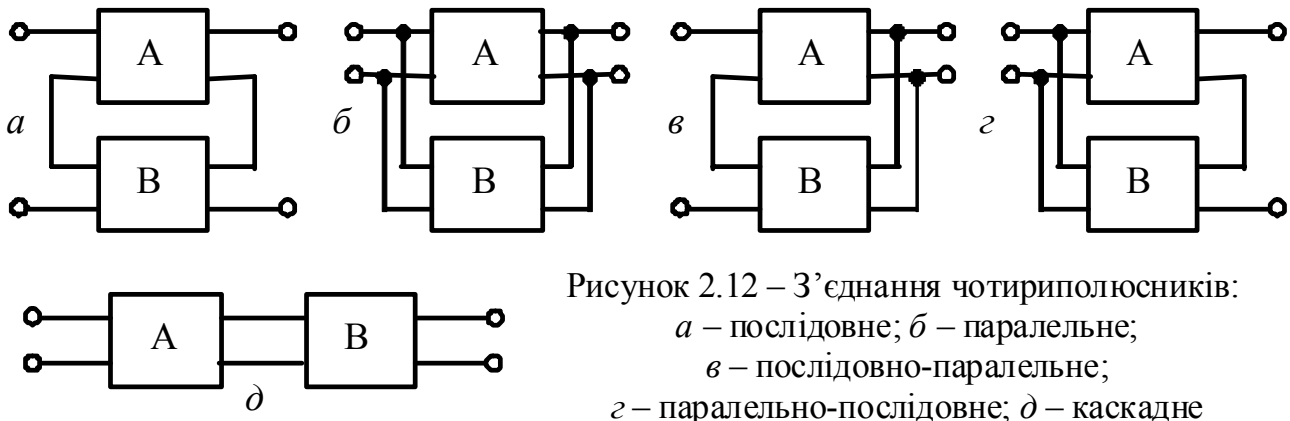 А
А
А
А
а
б
в
г
В
В
В
В
А
В
д
Рисунок 2.12 – З’єднання чотириполюсників:
а – послідовне; б – паралельне;
в – послідовно-паралельне;
г – паралельно-послідовне; д – каскадне